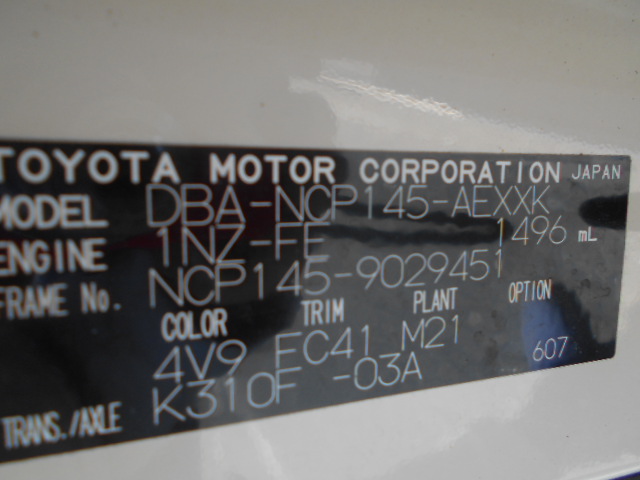 TOYOTA MOTOR CORPORATION JAPAN
MODEL DBA-NCP145-AEXXK
ENGINE 1NZ-FE 1496 mL
FRAME No. NCP145-9029451
COLOR TRIM PLANT OPTION
4V9 FC41 M21 607
TRANS./AXLE K310F -03A